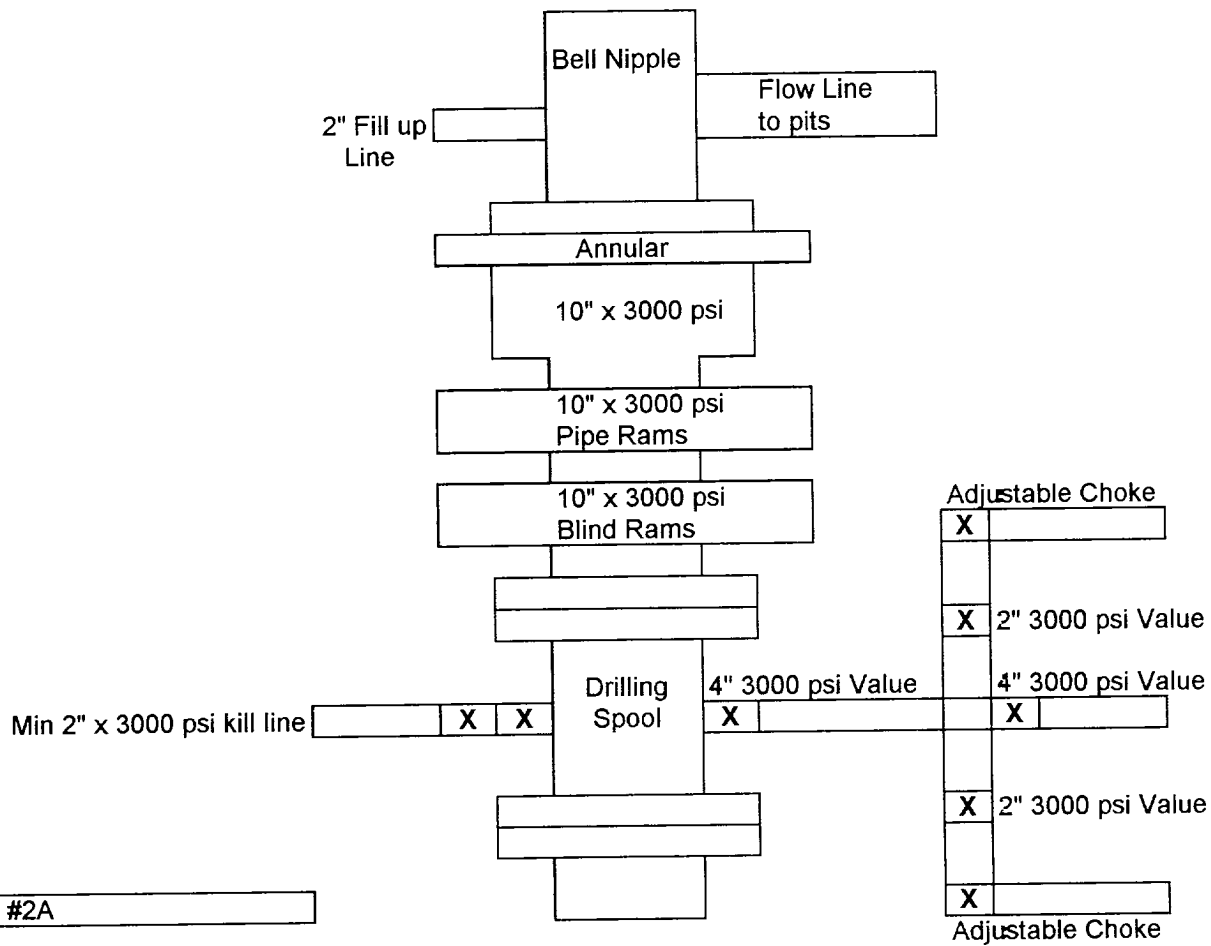 Bell Nipple
Flow Line
to pits
2" Fill up
Line
Annular
10" x 3000 psi
10" x 3000 psi
Pipe Rams
10" x 3000 psi
Blind Rams
Adjustable Choke
X
X 2" 3000 psi Value
Drilling
Spool
4" 3000 psi Value
4" 3000 psi Value
Min 2" x 3000 psi kill line
X X
X
X
X 2" 3000 psi Value
#2A
X
Adjustable Choke